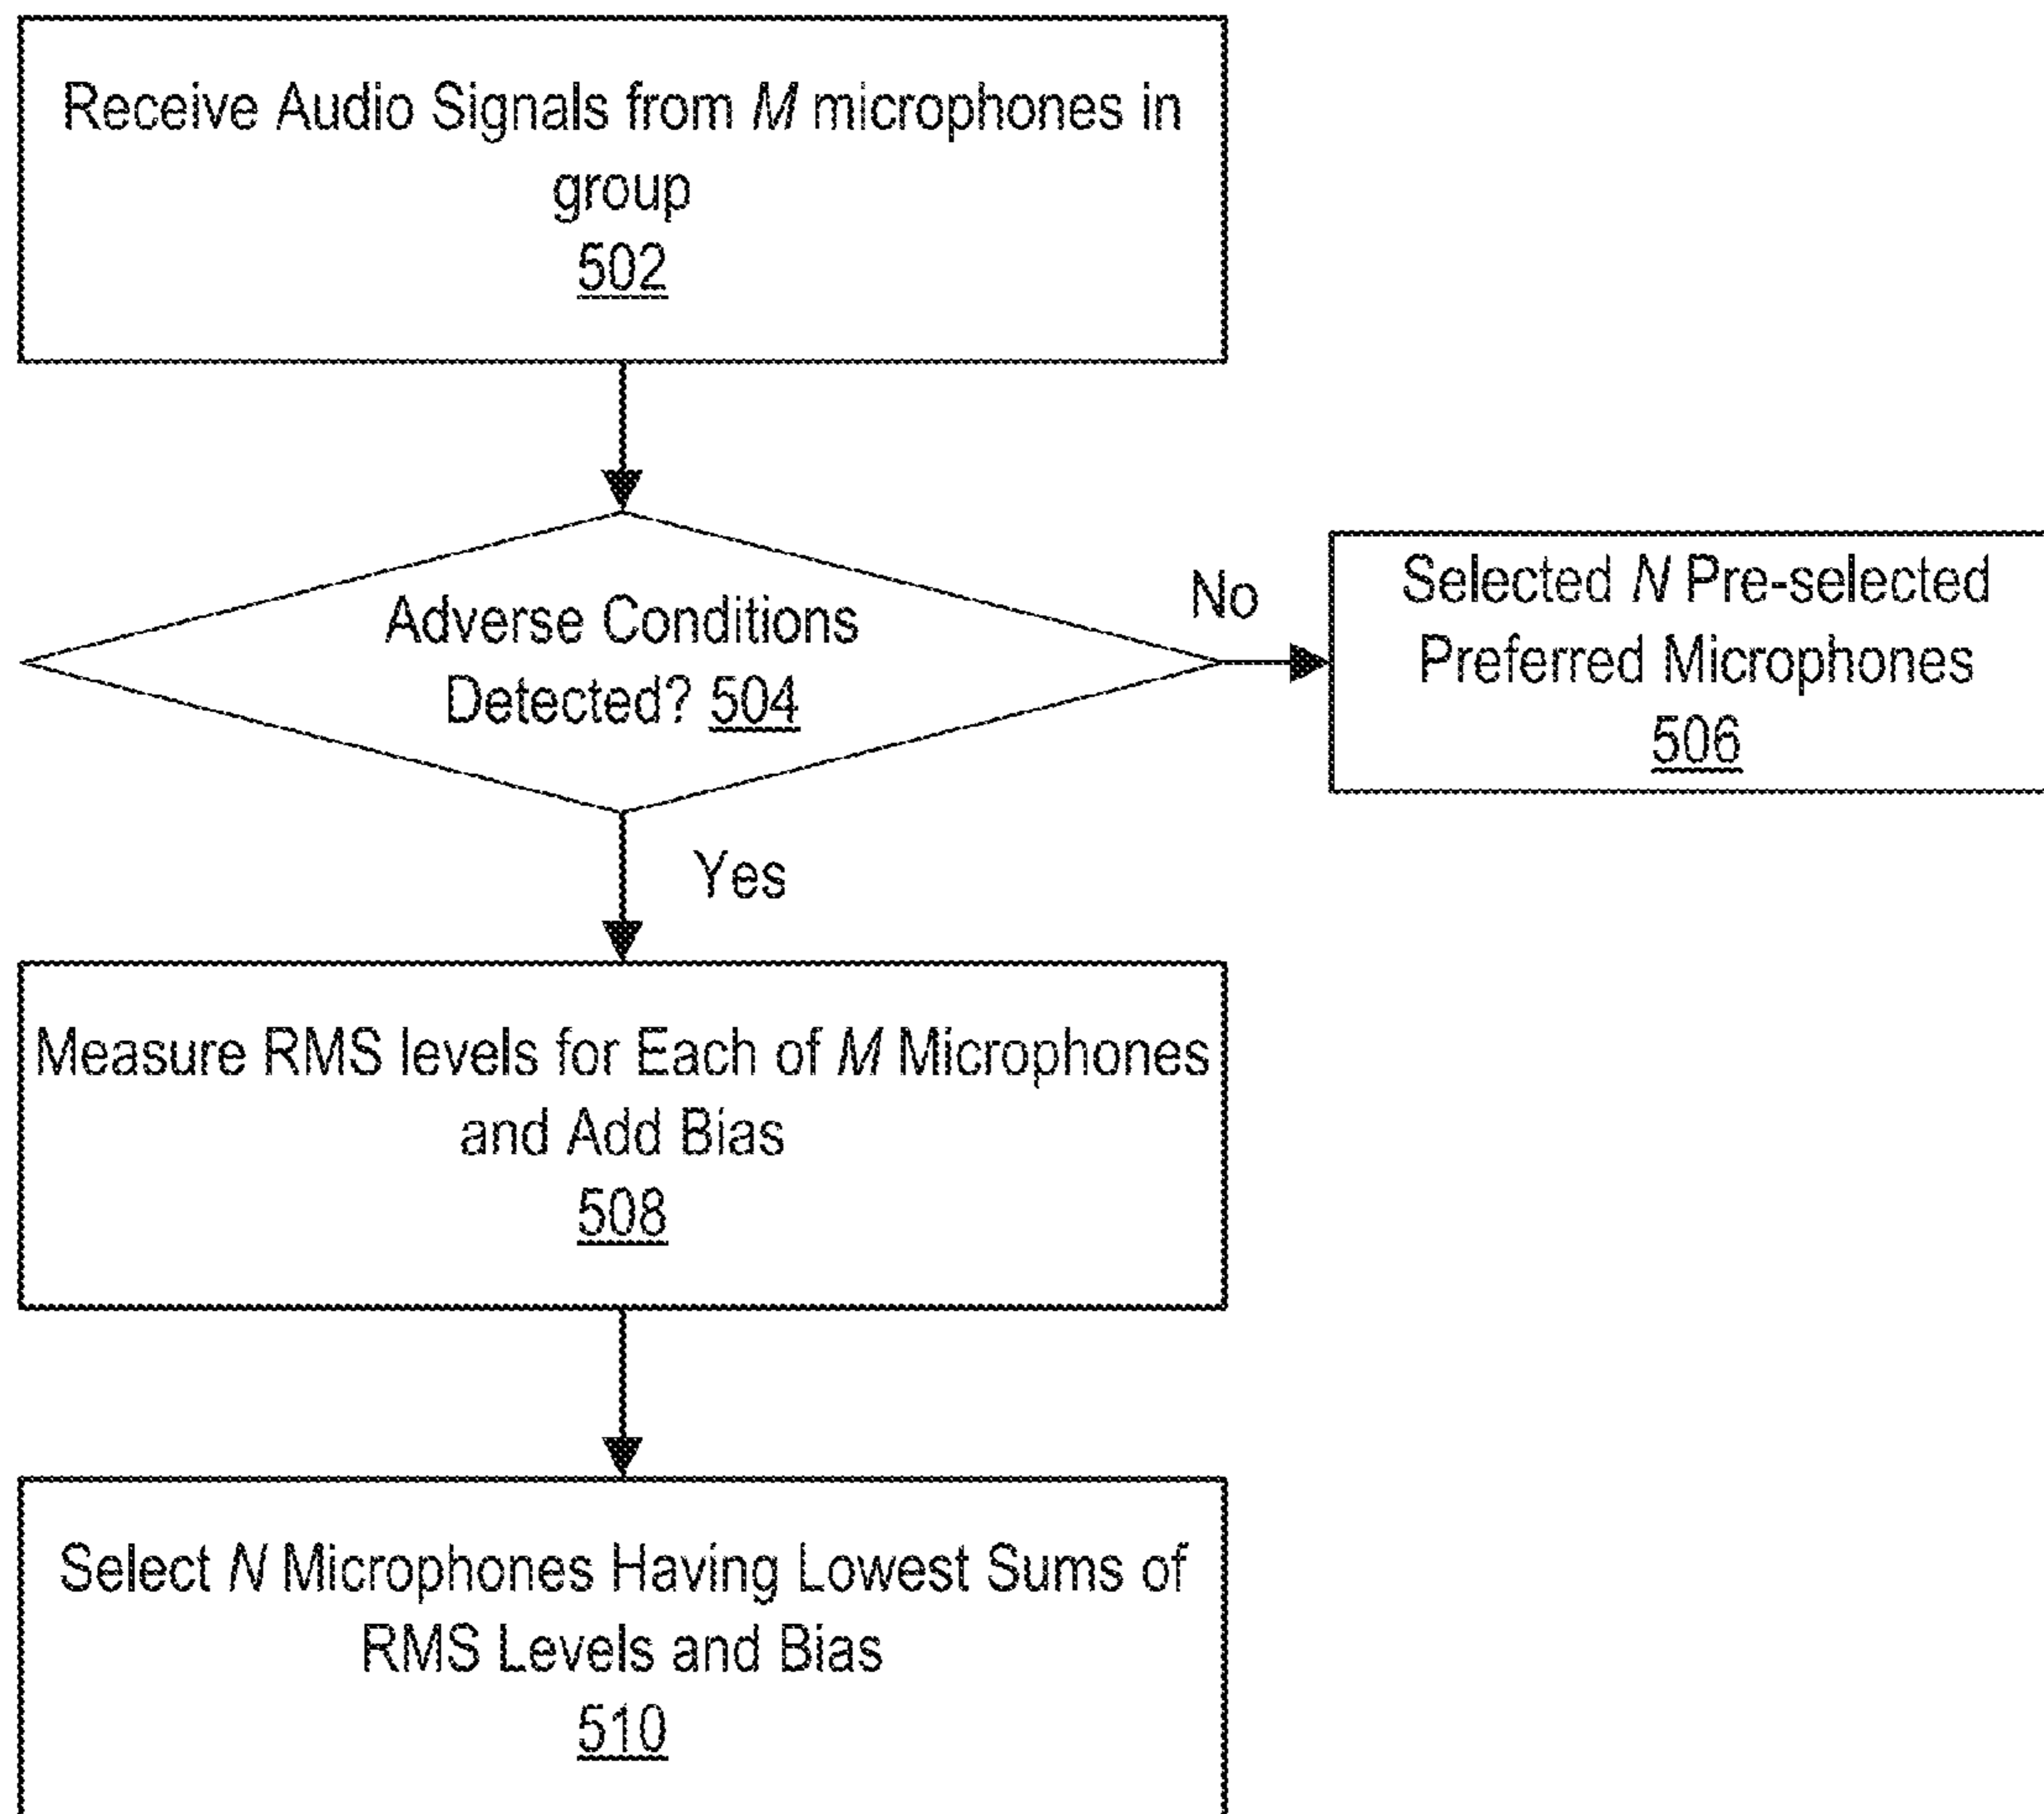 Receive Audio Signals from M microphones in
group
502
Adverse Conditions
Detected? 504
No
Selected N Pre-selected
Preferred Microphones
506
Yes
Measure RMS levels for Each of M Microphones
and Add Bias
508
Select N Microphones Having Lowest Sums of
RMS Levels and Bias
510